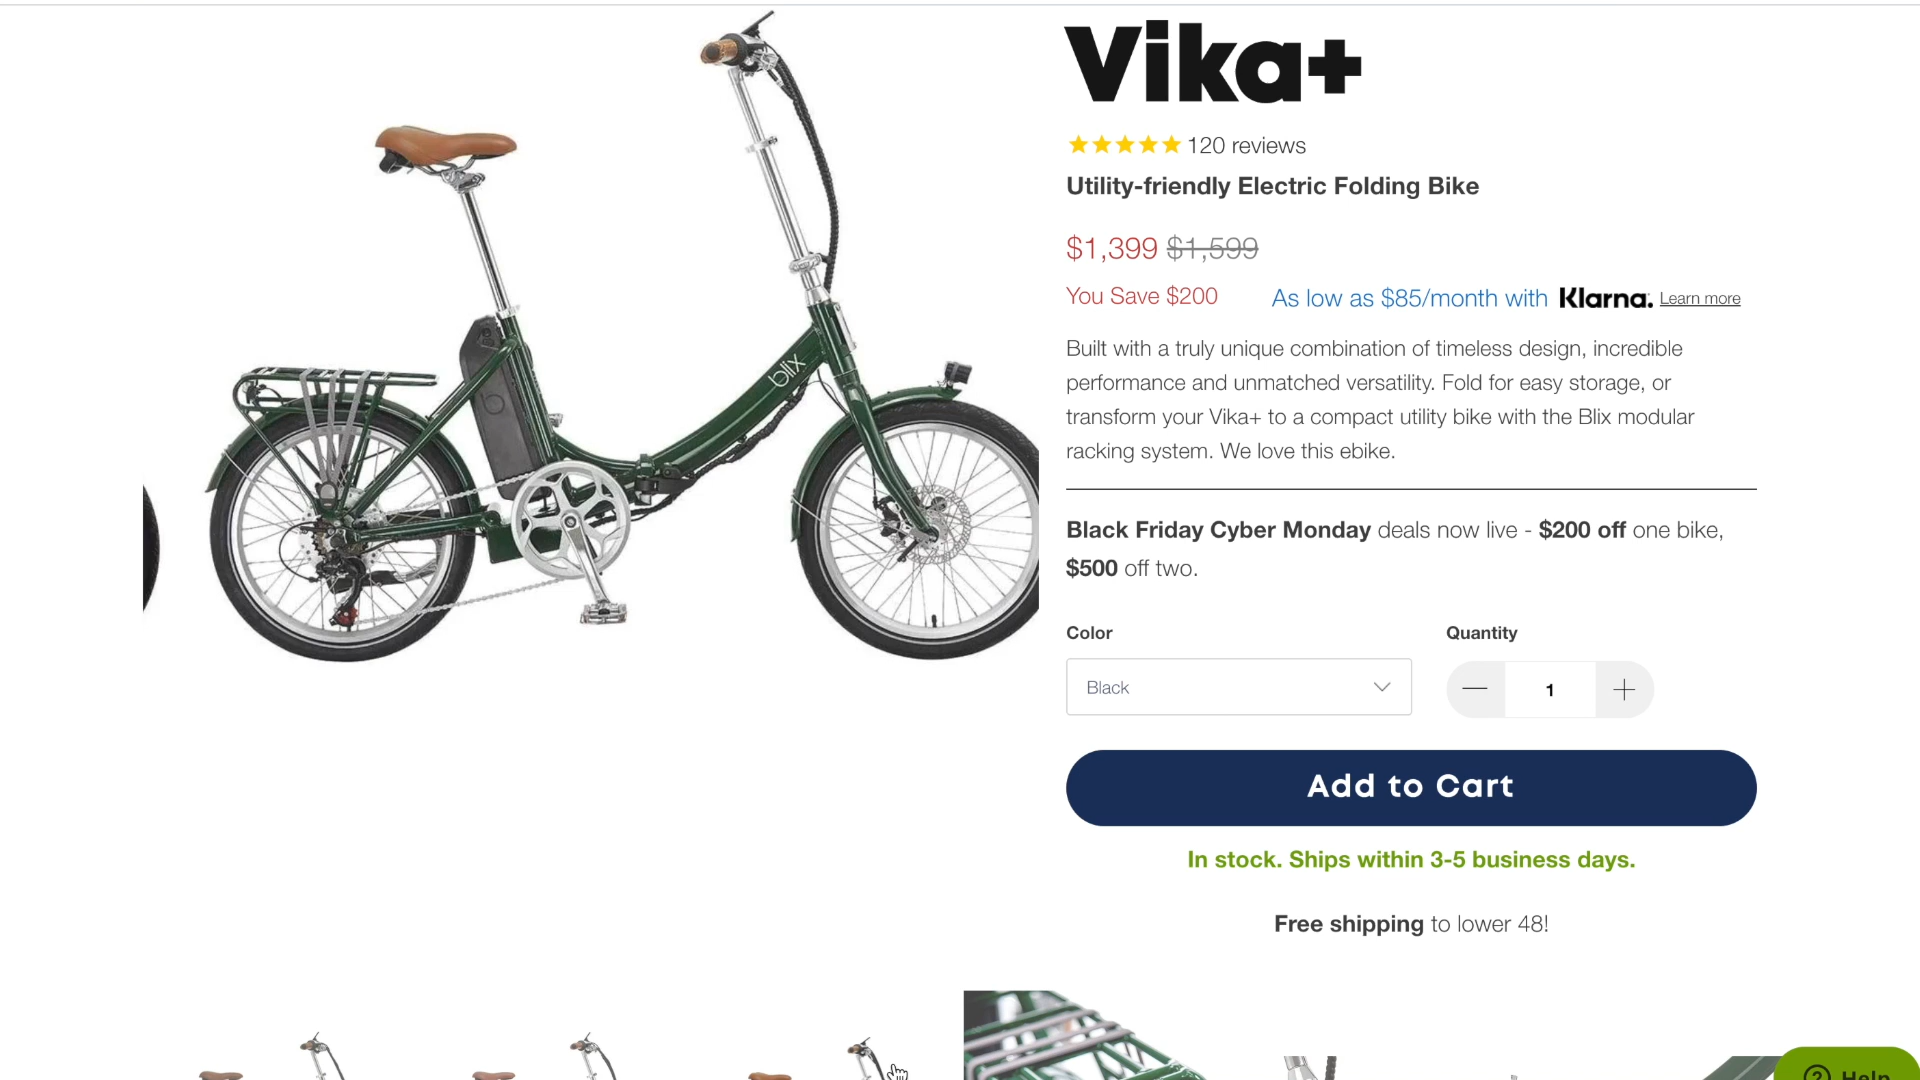 Vika+
120 reviews
Utility-friendly Electric Folding Bike
$1,399 $1,599
You Save $200 As low as $85/month with Klarna. Learn more
Built with a truly unique combination of timeless design, incredible
performance and unmatched versatility. Fold for easy storage, or
transform your Vika+ to a compact utility bike with the Blix modular
racking system. We love this ebike.
Black Friday Cyber Monday deals now live - $200 off one bike,
$500 off two.
Color Quantity
Black 1
Add to Cart
In stock. Ships within 3-5 business days.
Free shipping to lower 48!
blix
Help